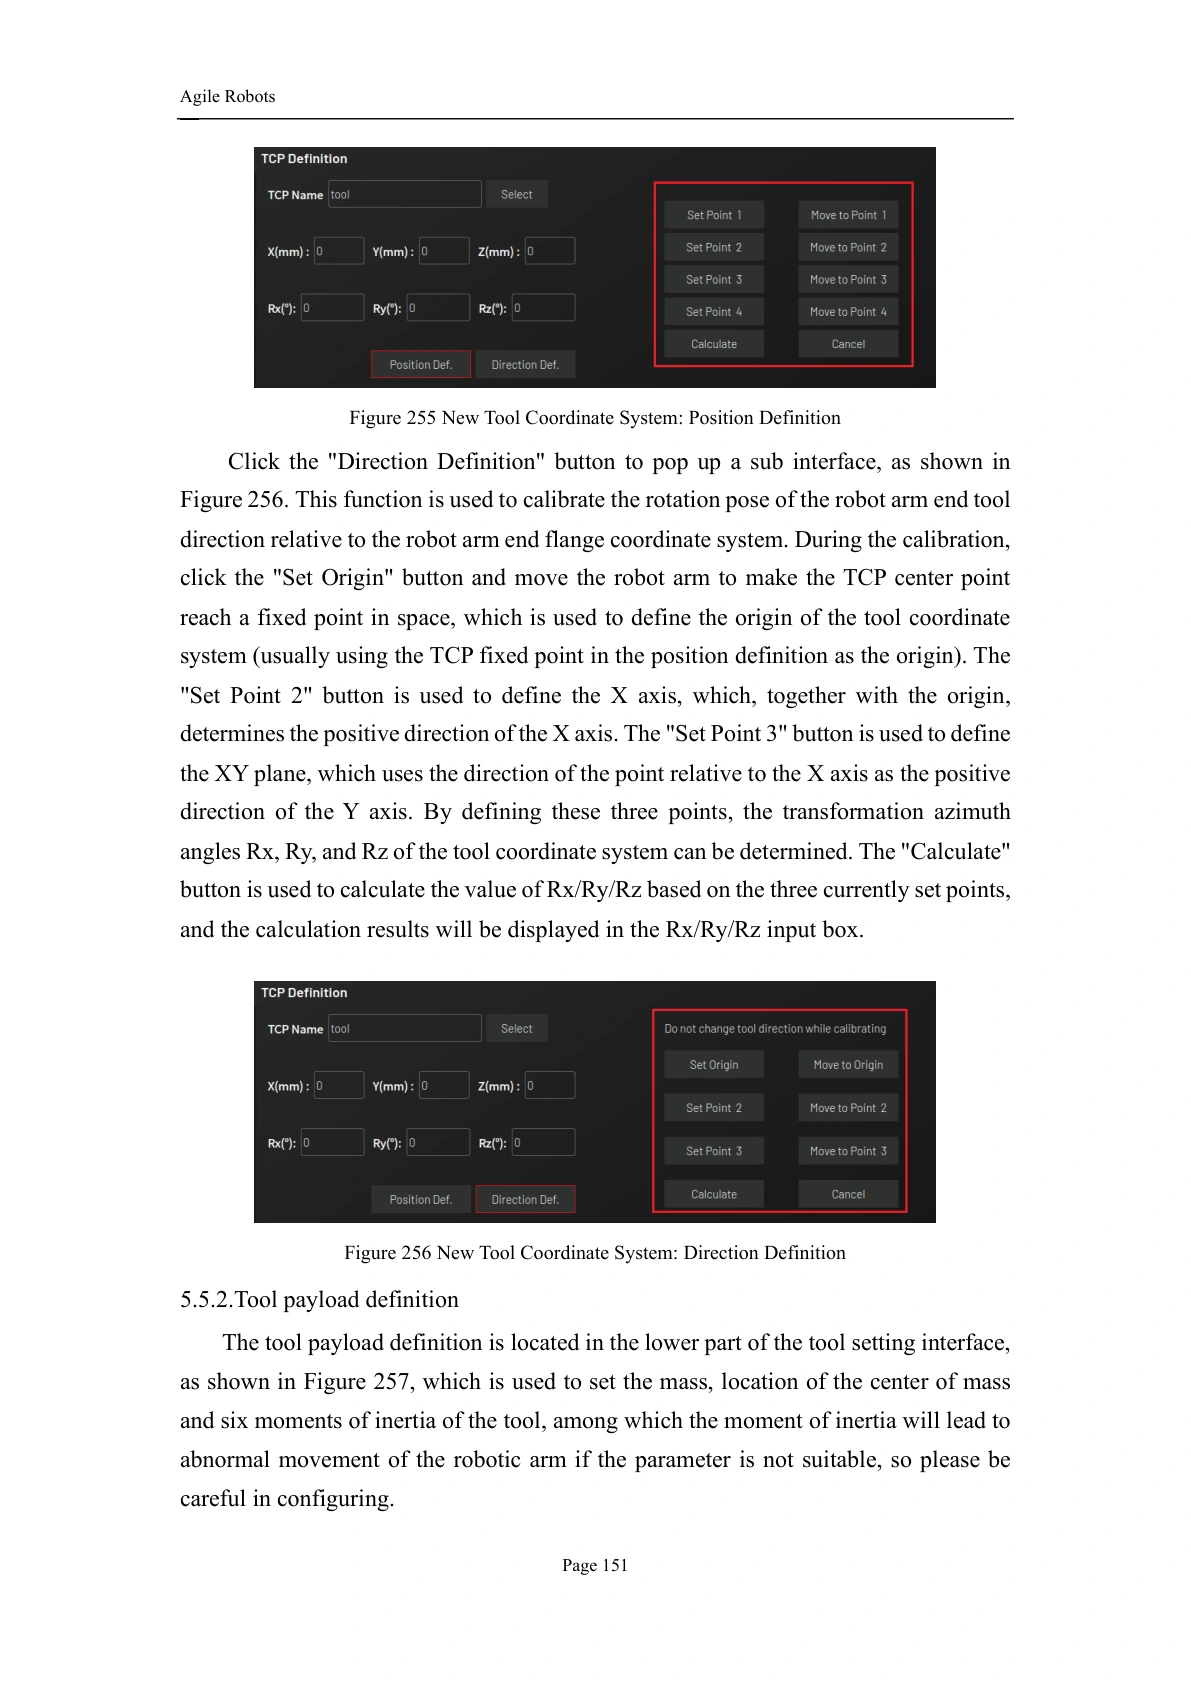 Agile Robots
TCP Definition
TCP Name tool Select
X(mm) : 0 Y(mm) : 0 Z(mm) : 0
Rx(°): 0 Ry(°): 0 Rz(°): 0
Position Def. Direction Def.
Set Point 1 Move to Point 1
Set Point 2 Move to Point 2
Set Point 3 Move to Point 3
Set Point 4 Move to Point 4
Calculate Cancel
Figure 255 New Tool Coordinate System: Position Definition
Click the "Direction Definition" button to pop up a sub interface, as shown in
Figure 256. This function is used to calibrate the rotation pose of the robot arm end tool
direction relative to the robot arm end flange coordinate system. During the calibration,
click the "Set Origin" button and move the robot arm to make the TCP center point
reach a fixed point in space, which is used to define the origin of the tool coordinate
system (usually using the TCP fixed point in the position definition as the origin). The
"Set Point 2" button is used to define the X axis, which, together with the origin,
determines the positive direction of the X axis. The "Set Point 3" button is used to define
the XY plane, which uses the direction of the point relative to the X axis as the positive
direction of the Y axis. By defining these three points, the transformation azimuth
angles Rx, Ry, and Rz of the tool coordinate system can be determined. The "Calculate"
button is used to calculate the value of Rx/Ry/Rz based on the three currently set points,
and the calculation results will be displayed in the Rx/Ry/Rz input box.
TCP Definition
TCP Name tool Select
X(mm) : 0 Y(mm) : 0 Z(mm) : 0
Rx(°): 0 Ry(°): 0 Rz(°): 0
Position Def. Direction Def.
Do not change tool direction while calibrating
Set Origin Move to Origin
Set Point 2 Move to Point 2
Set Point 3 Move to Point 3
Calculate Cancel
Figure 256 New Tool Coordinate System: Direction Definition
5.5.2.Tool payload definition
The tool payload definition is located in the lower part of the tool setting interface,
as shown in Figure 257, which is used to set the mass, location of the center of mass
and six moments of inertia of the tool, among which the moment of inertia will lead to
abnormal movement of the robotic arm if the parameter is not suitable, so please be
careful in configuring.
Page 151